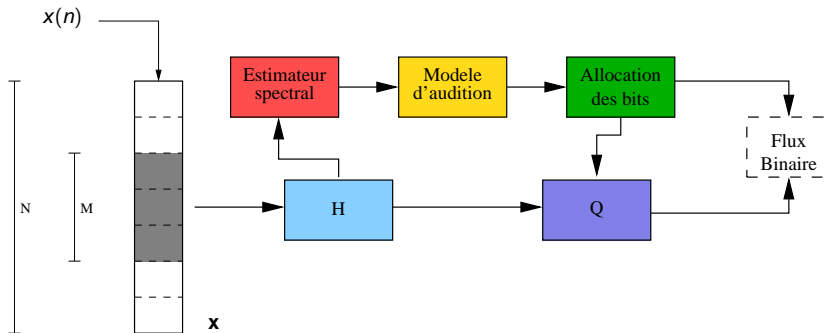 x(n)
Estimateur
spectral
Modele
d'audition
Allocation
des bits
Flux
Binaire
N
M
H
Q
x